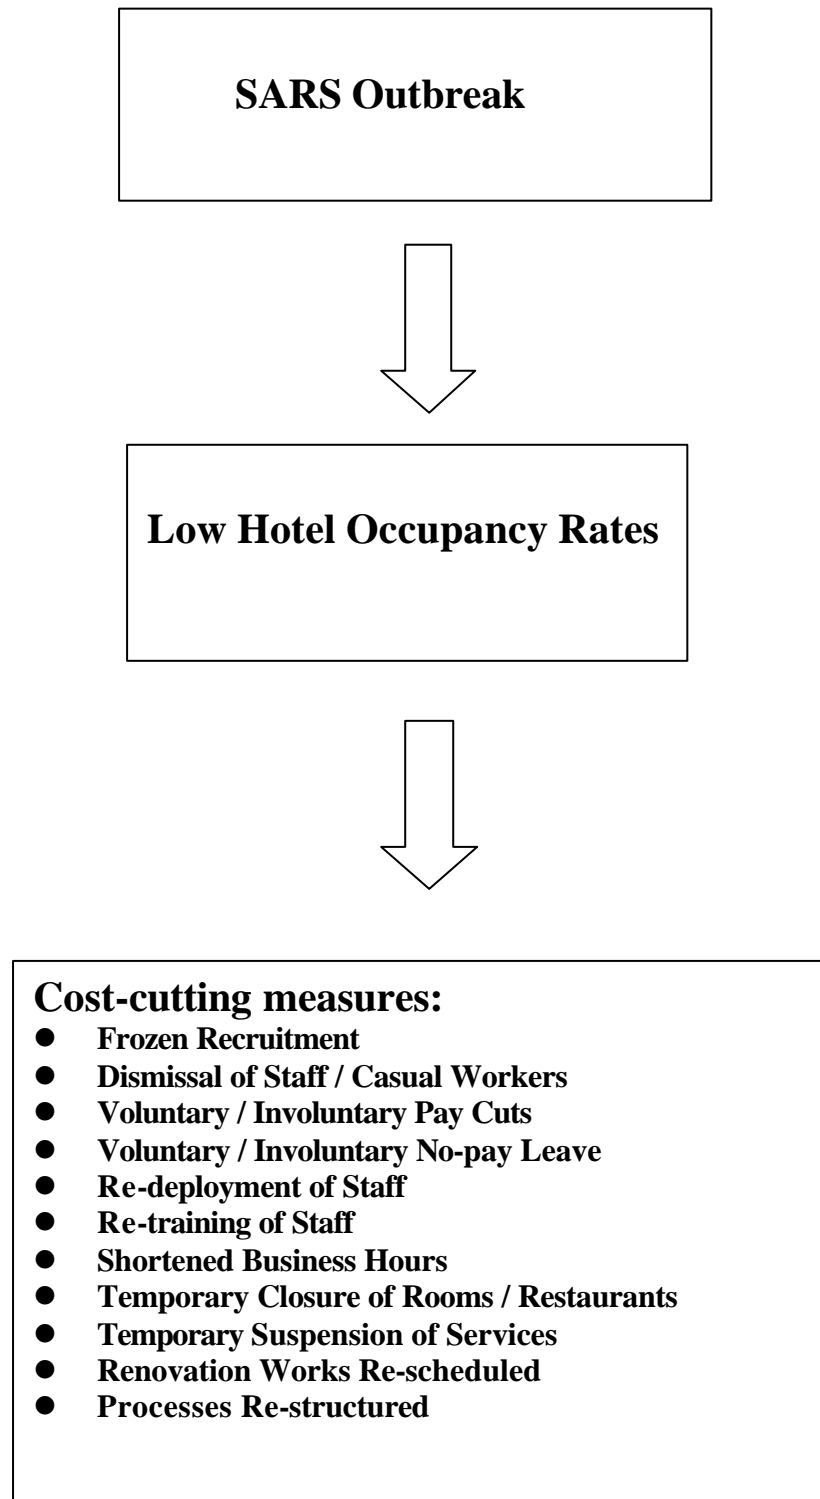 SARS Outbreak
Low Hotel Occupancy Rates
Cost-cutting measures:
● Frozen Recruitment
● Dismissal of Staff / Casual Workers
● Voluntary / Involuntary Pay Cuts
● Voluntary / Involuntary No-pay Leave
● Re-deployment of Staff
● Re-training of Staff
● Shortened Business Hours
● Temporary Closure of Rooms / Restaurants
● Temporary Suspension of Services
● Renovation Works Re-scheduled
● Processes Re-structured